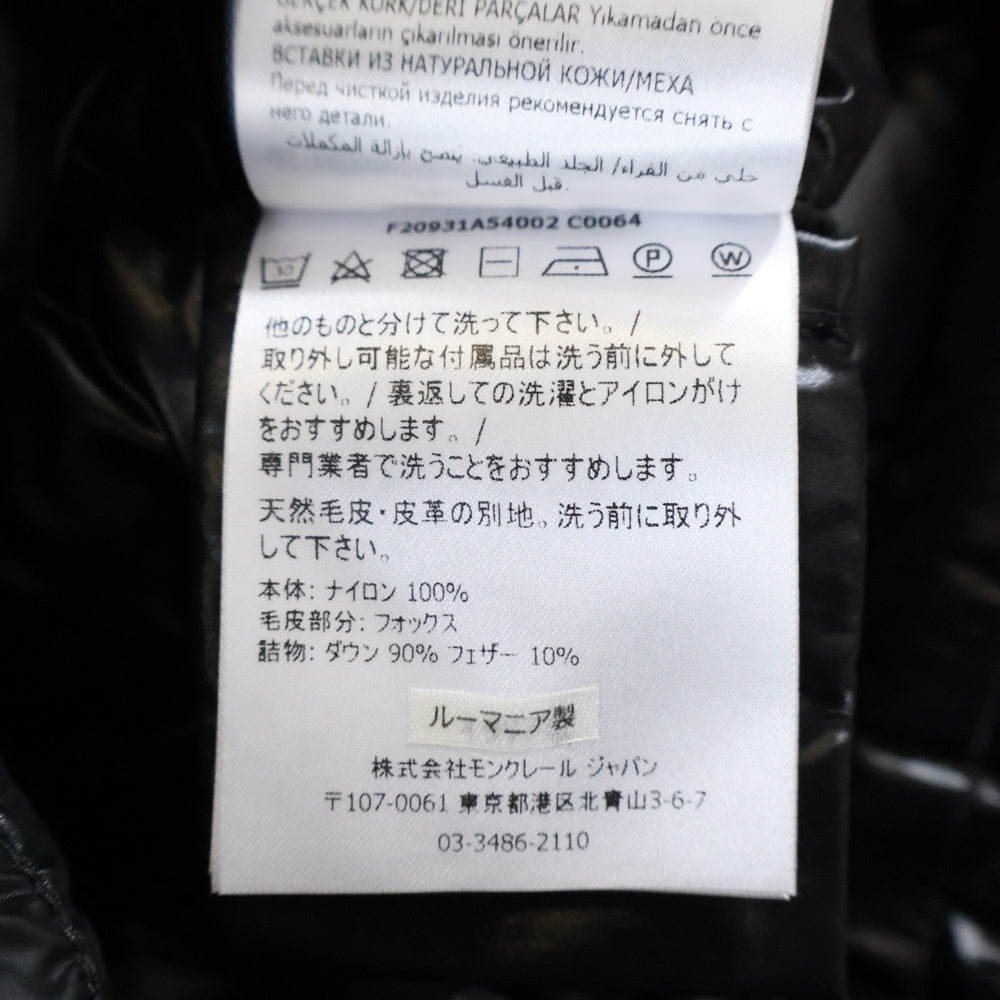 GERÇEK KÜRK/DERİ PARÇALAR Yıkamadan önce
aksesuarların çıkarılması önerilir.
ВСТАВКИ ИЗ НАТУРАЛЬНОЙ КОЖИ/МЕХА
Перед чисткой изделия рекомендуется снять с
него детали.
حلى من الفراء/ الجلد الطبيعي. ينصح بإزالة المكملات
قبل الغسل.
F20931A54002 C0064
30 P W
他のものと分けて洗って下さい。/
取り外し可能な付属品は洗う前に外して
ください。/ 裏返しての洗濯とアイロンがけ
をおすすめします。/
専門業者で洗うことをおすすめします。
天然毛皮・皮革の別地。洗う前に取り外
して下さい。
本体: ナイロン 100%
毛皮部分: フォックス
詰物: ダウン 90% フェザー 10%
ルーマニア製
株式会社モンクレール ジャパン
〒107-0061 東京都港区北青山3-6-7
03-3486-2110